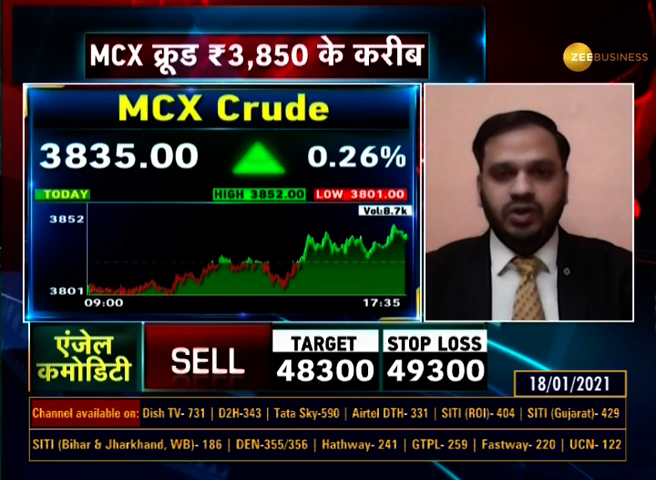 MCX क्रूड ₹3,850 के करीब
ZEE BUSINESS
MCX Crude
3835.00 0.26%
TODAY HIGH 3852.00 LOW 3801.00
Vol:8.7k
3852
3801
09:00 17:35
एंजेल
कमोडिटी
SELL
TARGET
48300
STOP LOSS
49300
18/01/2021
Channel available on: Dish TV- 731 | D2H-343 | Tata Sky-590 | Airtel DTH- 331 | SITI (ROI)- 404 | SITI (Gujarat)- 429
SITI (Bihar & Jharkhand, WB)- 186 | DEN-355/356 | Hathway- 241 | GTPL- 259 | Fastway- 220 | UCN- 122